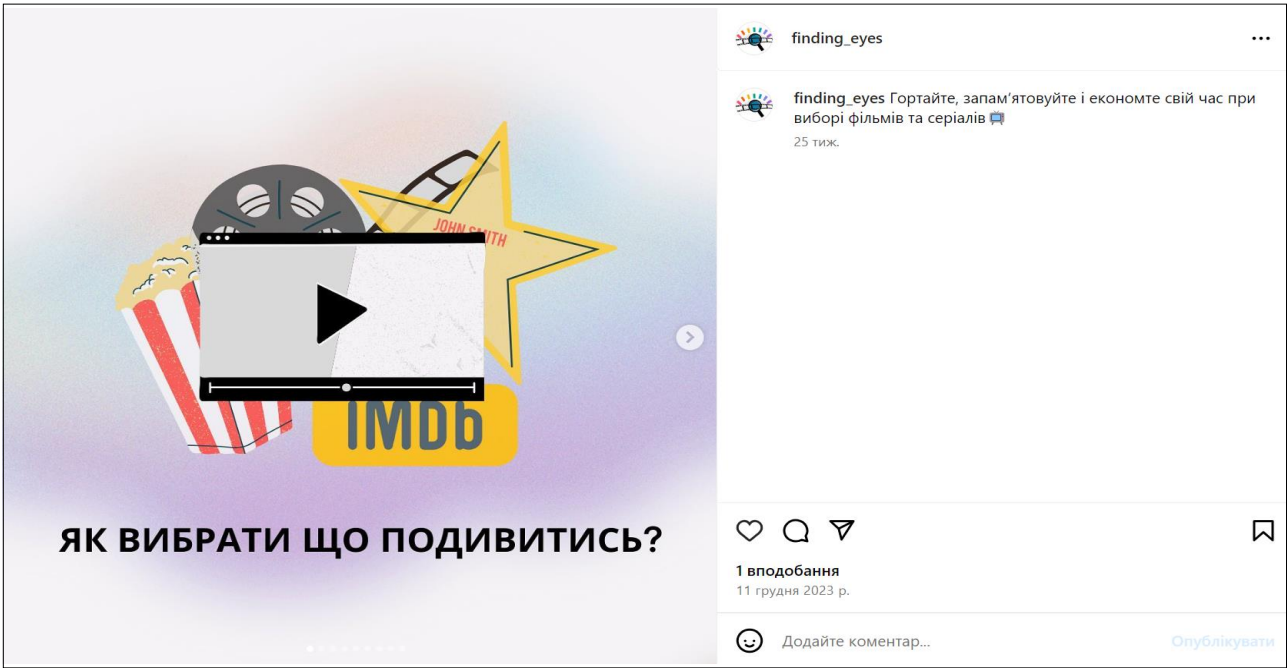 JOHN SMITH
IMDb
ЯК ВИБРАТИ ЩО ПОДИВИТИСЬ?
finding_eyes
finding_eyes Гортайте, запам'ятовуйте і економте свій час при
виборі фільмів та серіалів
25 тиж.
1 вподобання
11 грудня 2023 р.
Додайте коментар...
Опублікувати